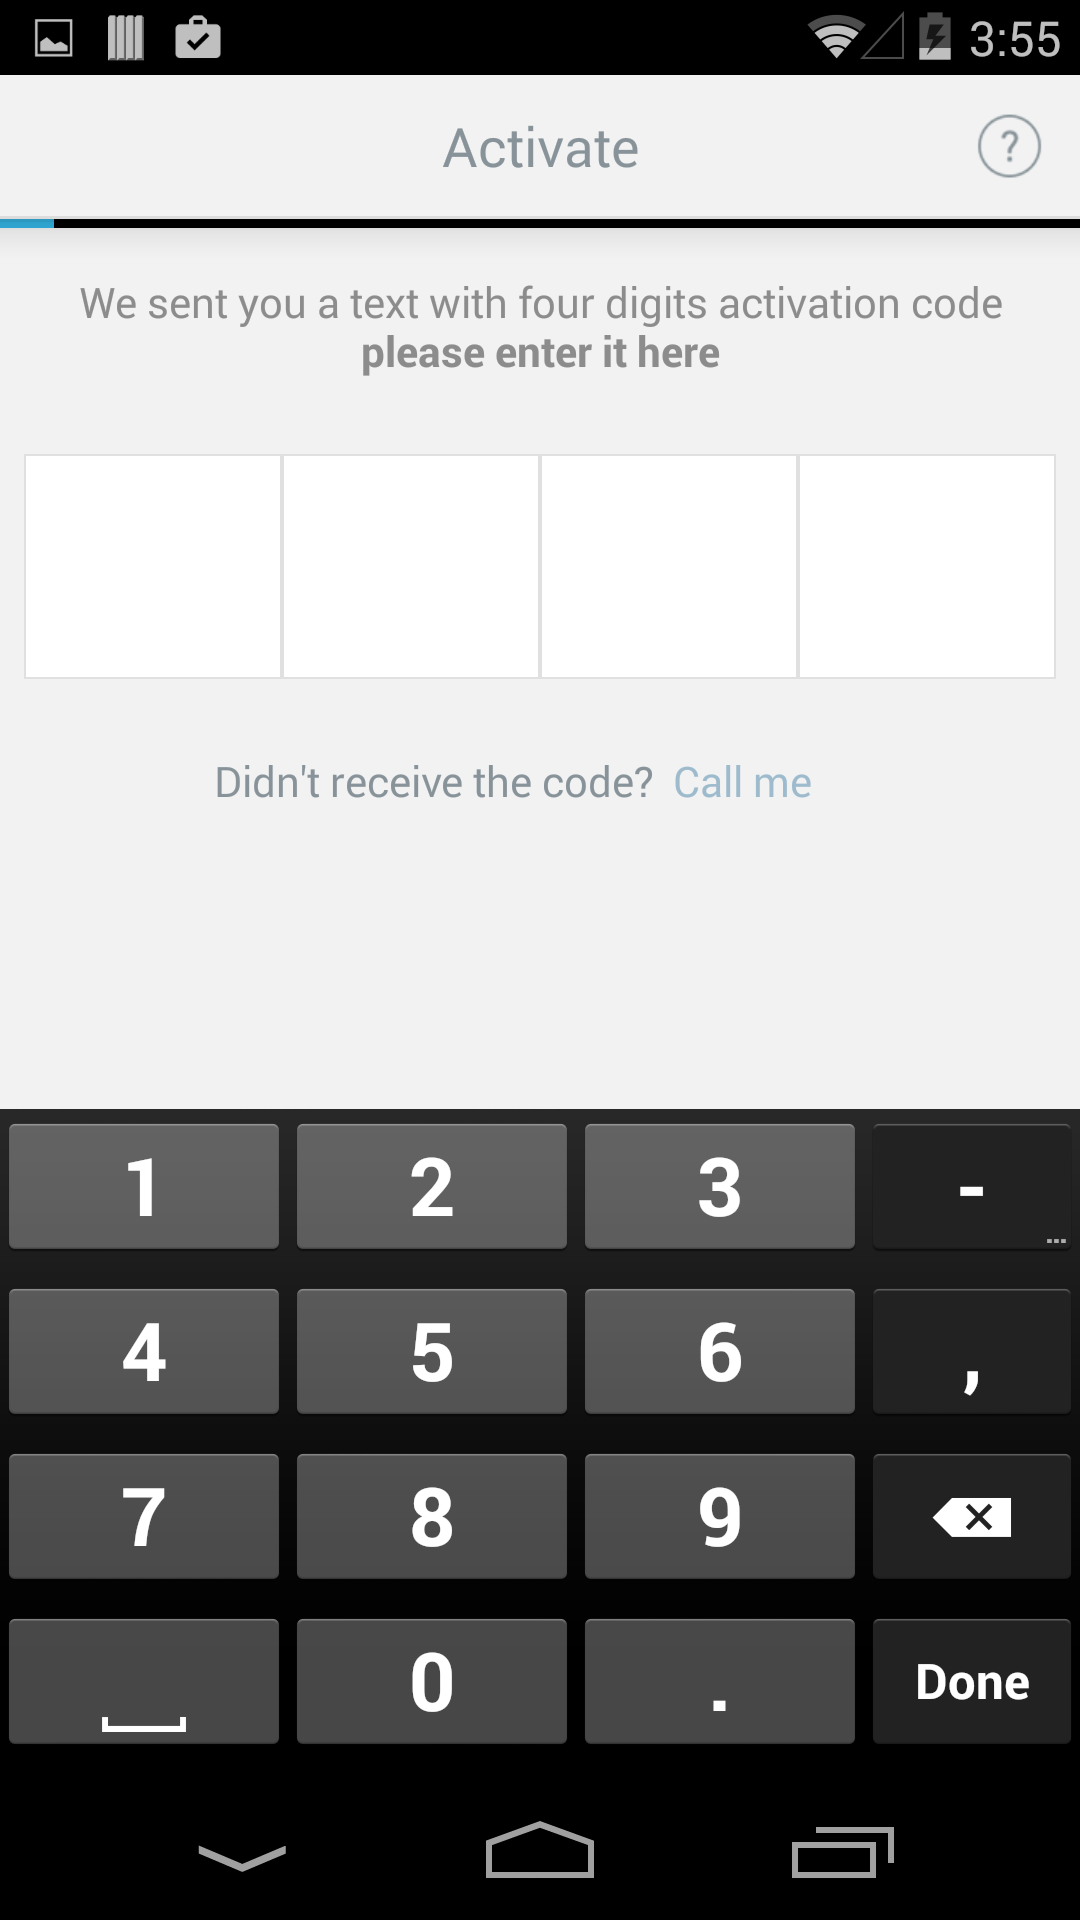 3:55
Activate
?
We sent you a text with four digits activation code
please enter it here
Didn't receive the code? Call me
1 2 3 -
...
4 5 6 ,
7 8 9
0 . Done